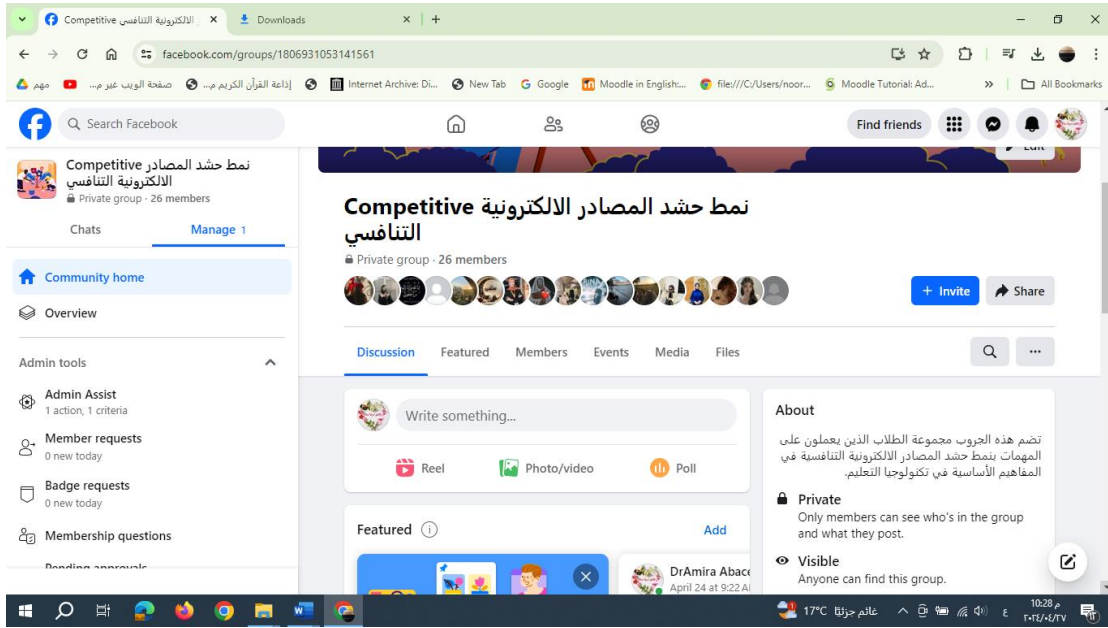 Competitive الالكترونية التنافسي
Downloads
facebook.com/groups/1806931053141561
مهم
صفحة الويب غير م...
إذاعة القرآن الكريم م...
Internet Archive: Di...
New Tab
Google
Moodle in English:...
file:///C:/Users/noor...
Moodle Tutorial: Ad...
All Bookmarks
Search Facebook
Find friends
Edit
نمط حشد المصادر Competitive
الالكترونية التنافسي
Private group · 26 members
Chats
Manage 1
Community home
Overview
Admin tools
Admin Assist
1 action, 1 criteria
Member requests
0 new today
Badge requests
0 new today
Membership questions
Pending approvals
نمط حشد المصادر الالكترونية Competitive
التنافسي
Private group · 26 members
+ Invite
Share
Discussion
Featured
Members
Events
Media
Files
Write something...
Reel
Photo/video
Poll
Featured
Add
DrAmira Abace
April 24 at 9:22 A
About
تضم هذه الجروب مجموعة الطلاب الذين يعملون على
المهمات بنمط حشد المصادر الالكترونية التنافسية في
المفاهيم الأساسية في تكنولوجيا التعليم.
Private
Only members can see who's in the group
and what they post.
Visible
Anyone can find this group.
17°C غائم جزئيًا
ع
10:28 م
٢٠٢٤/٠٤/٢٧